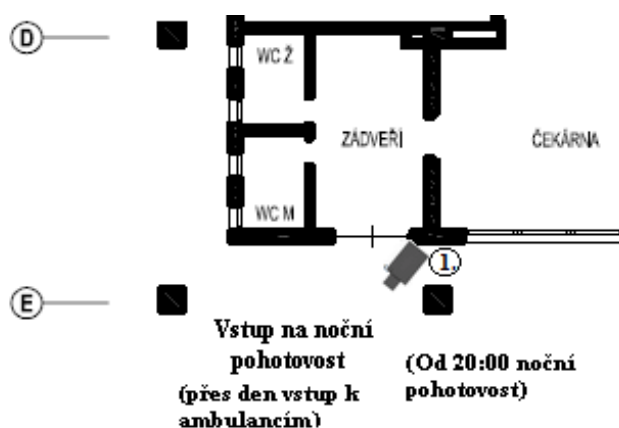 D
WC Ž
ZÁDVEŘÍ
ČEKÁRNA
WC M
1.
E
Vstup na noční
pohotovost
(přes den vstup k
ambulancím)
(Od 20:00 noční
pohotovost)